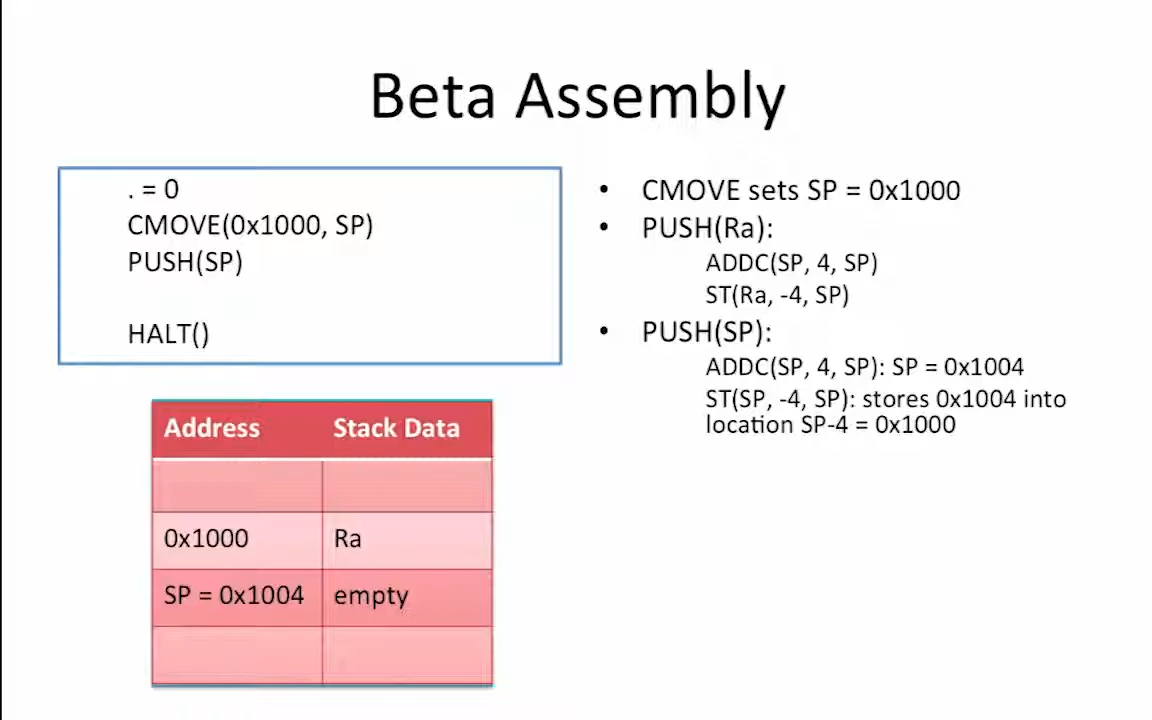 Beta Assembly
. = 0
CMOVE(0x1000, SP)
PUSH(SP)
HALT()
• CMOVE sets SP = 0x1000
• PUSH(Ra):
ADDC(SP, 4, SP)
ST(Ra, -4, SP)
• PUSH(SP):
ADDC(SP, 4, SP): SP = 0x1004
ST(SP, -4, SP): stores 0x1004 into
location SP-4 = 0x1000
Address Stack Data
0x1000 Ra
SP = 0x1004 empty